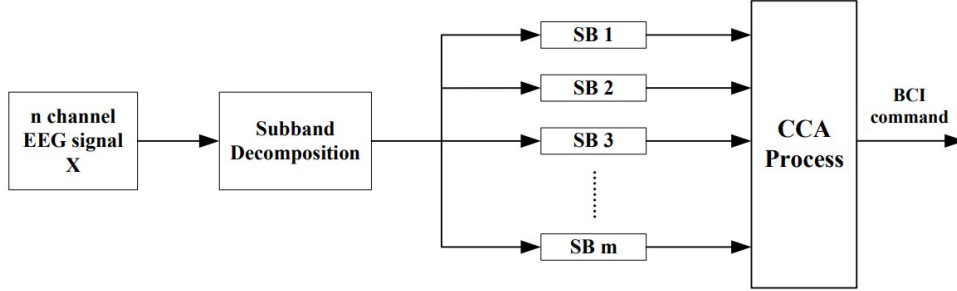 n channel
EEG signal
X
Subband
Decomposition
SB 1
SB 2
SB 3
SB m
CCA
Process
BCI
command